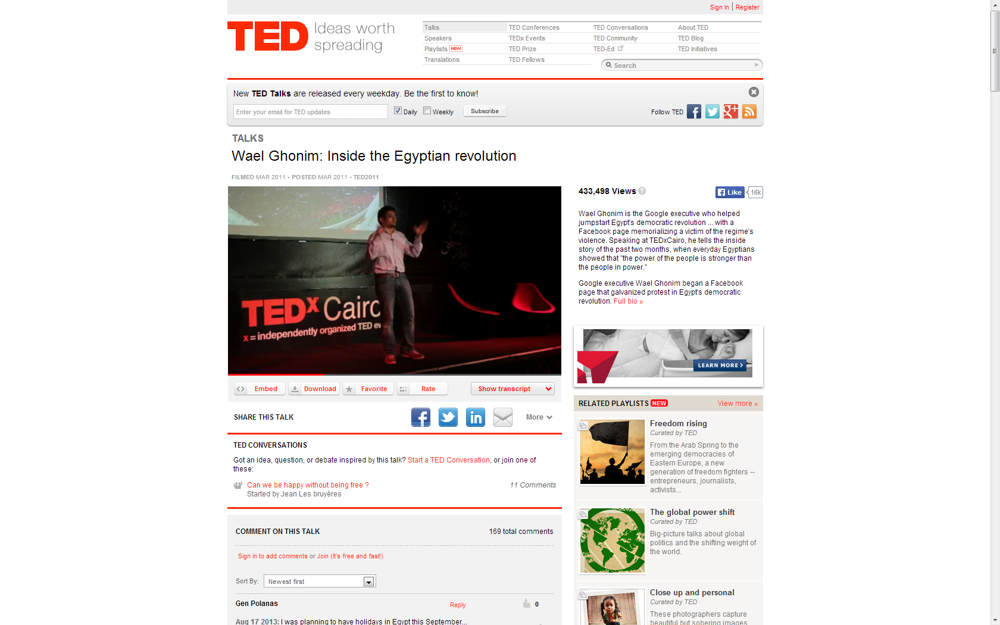 Sign In | Register
TED Ideas worth
spreading
Talks TED Conferences TED Conversations About TED
Speakers TEDx Events TED Community TED Blog
Playlists NEW TED Prize TED-Ed TED Initiatives
Translations TED Fellows
Search
New TED Talks are released every weekday. Be the first to know!
Enter your email for TED updates Daily Weekly Subscribe Follow TED
TALKS
Wael Ghonim: Inside the Egyptian revolution
FILMED MAR 2011 • POSTED MAR 2011 • TED2011
TEDx Cairo
x = independently organized TED ev
Embed Download Favorite Rate Show transcript
SHARE THIS TALK More
TED CONVERSATIONS
Got an idea, question, or debate inspired by this talk? Start a TED Conversation, or join one of
these:
Can we be happy without being free ? 11 Comments
Started by Jean Les bruyères
COMMENT ON THIS TALK 169 total comments
Sign in to add comments or Join (It's free and fast!)
Sort By: Newest first
Gen Polanas Reply 0
Aug 17 2013: I was planning to have holidays in Egypt this September...
433,498 Views ? Like 16k
Wael Ghonim is the Google executive who helped
jumpstart Egypt's democratic revolution ... with a
Facebook page memorializing a victim of the regime's
violence. Speaking at TEDxCairo, he tells the inside
story of the past two months, when everyday Egyptians
showed that "the power of the people is stronger than
the people in power."
Google executive Wael Ghonim began a Facebook
page that galvanized protest in Egypt's democratic
revolution. Full bio »
LEARN MORE >
RELATED PLAYLISTS NEW View more »
Freedom rising
Curated by TED
From the Arab Spring to the
emerging democracies of
Eastern Europe, a new
generation of freedom fighters --
entrepreneurs, journalists,
activists...
The global power shift
Curated by TED
Big-picture talks about global
politics and the shifting weight of
the world.
Close up and personal
Curated by TED
These photographers capture
beautiful but sobering images